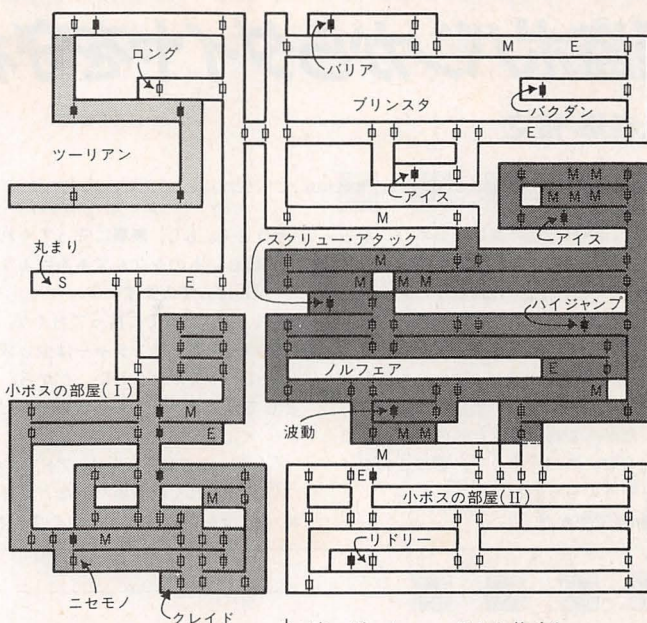 バリア
M E
ロング
ブリンスタ
バクダン
E
ツーリアン
アイス
M M
M M M
アイス
M
スクリュー・アタック
丸まり
S E
M
M M M
ハイジャンプ
ノルフェア
E
M
小ボスの部屋(I)
波動
M
E
M M
M
E
小ボスの部屋(II)
M
M
リドリー
ニセモノ
クレイド